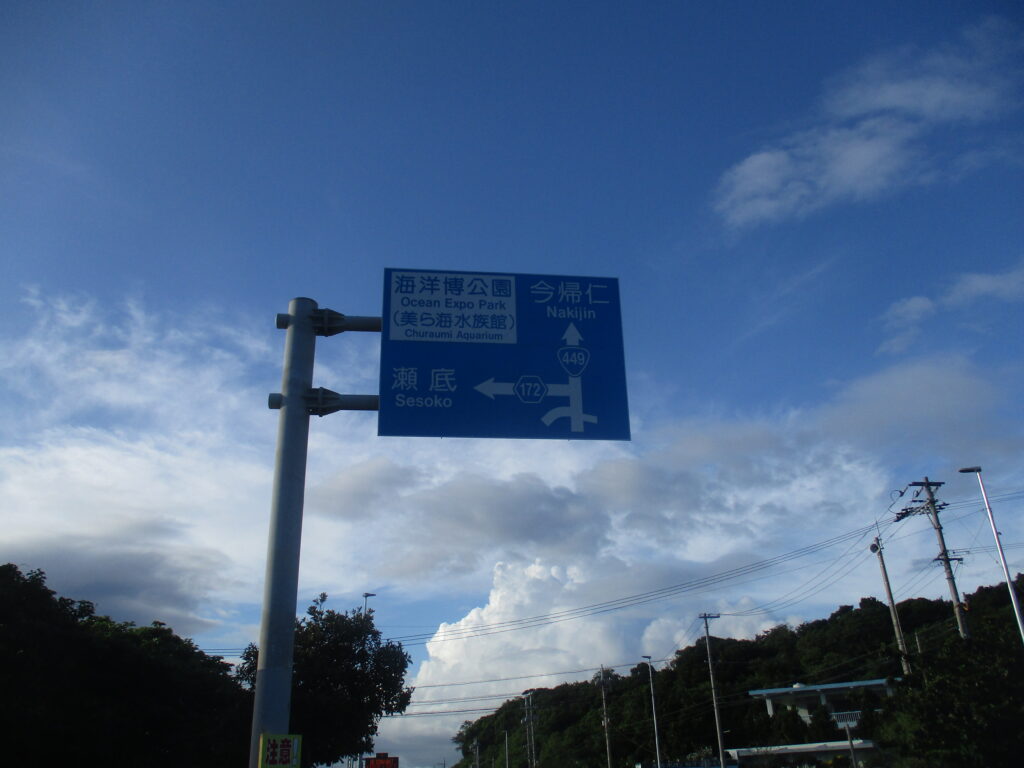 海洋博公園
Ocean Expo Park
(美ら海水族館)
Churaumi Aquarium
今帰仁
Nakijin
449
172
瀬底
Sesoko
注意